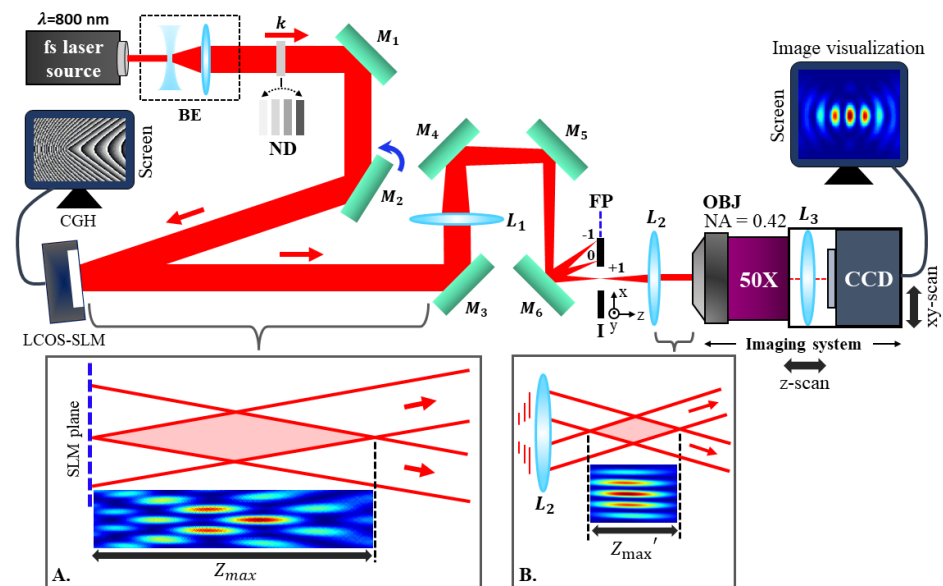 λ=800 nm
fs laser
source
BE
k
ND
M1
M2
Screen
CGH
LCOS-SLM
M3
M4
M5
L1
M6
FP
-1
0
+1
I
x
y
z
L2
OBJ
NA = 0.42
50X
L3
CCD
Image visualization
Screen
xy-scan
Imaging system
z-scan
SLM plane
Zmax
A.
L2
Zmax′
B.